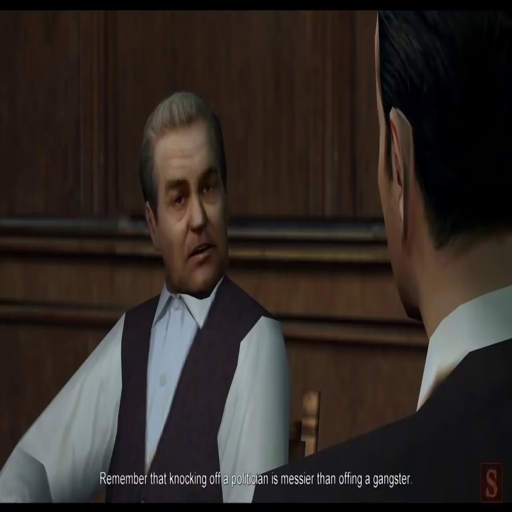 Remember that knocking off a politician is messier than offing a gangster.
S